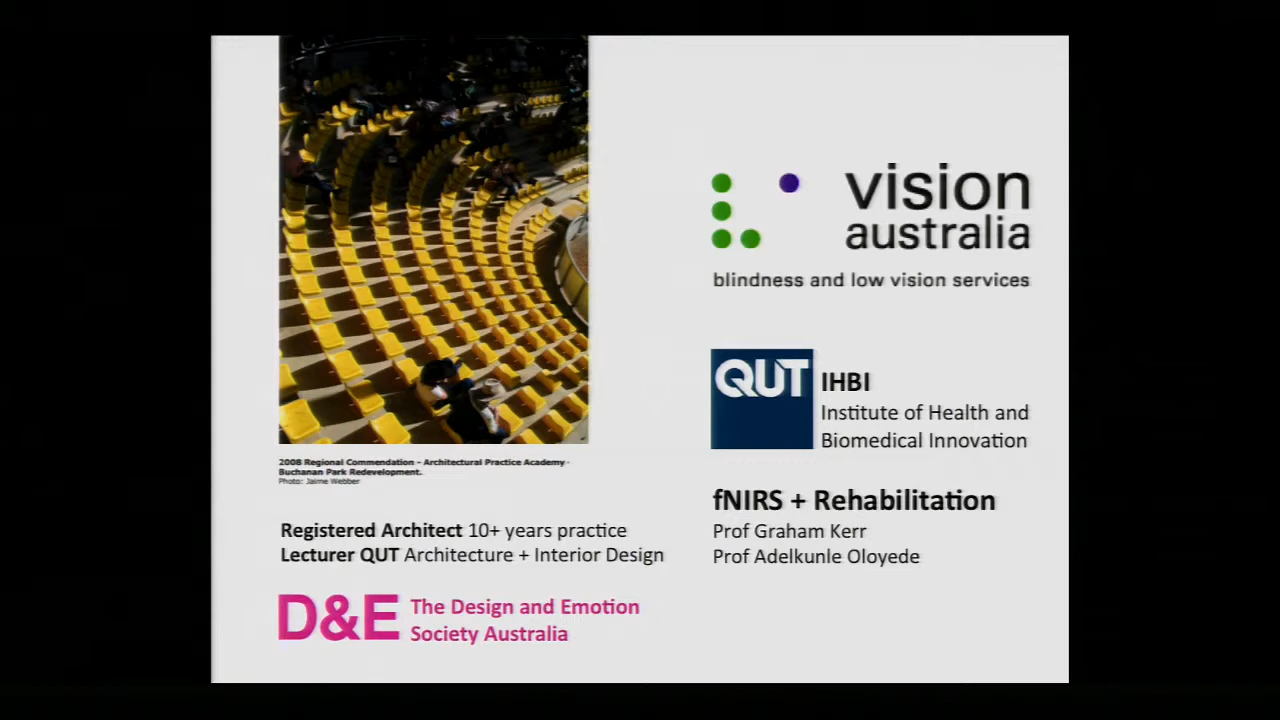 2008 Regional Commendation - Architectural Practice Academy -
Buchanan Park Redevelopment.
Photo: Jaime Webber
Registered Architect 10+ years practice
Lecturer QUT Architecture + Interior Design
D&E The Design and Emotion
Society Australia
vision
australia
blindness and low vision services
QUT IHBI
Institute of Health and
Biomedical Innovation
fNIRS + Rehabilitation
Prof Graham Kerr
Prof Adelkunle Oloyede